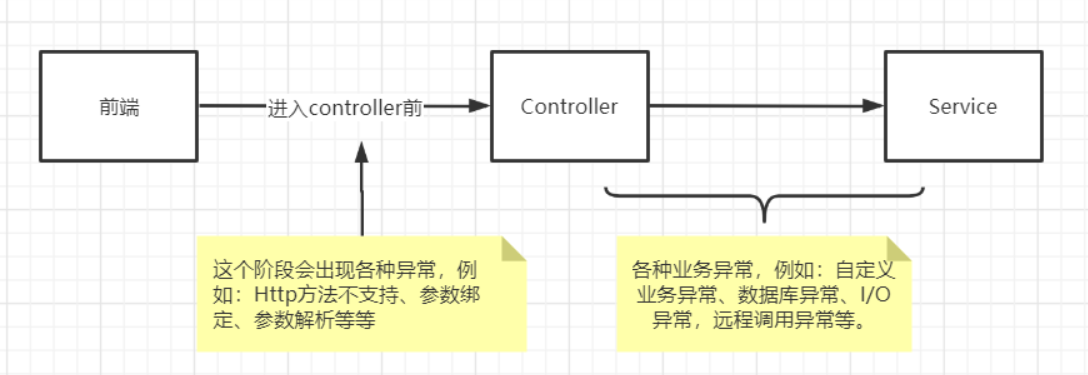 前端
进入controller前
Controller
Service
这个阶段会出现各种异常，例
如：Http方法不支持、参数绑
定、参数解析等等
各种业务异常，例如：自定义
业务异常、数据库异常、I/O
异常，远程调用异常等。